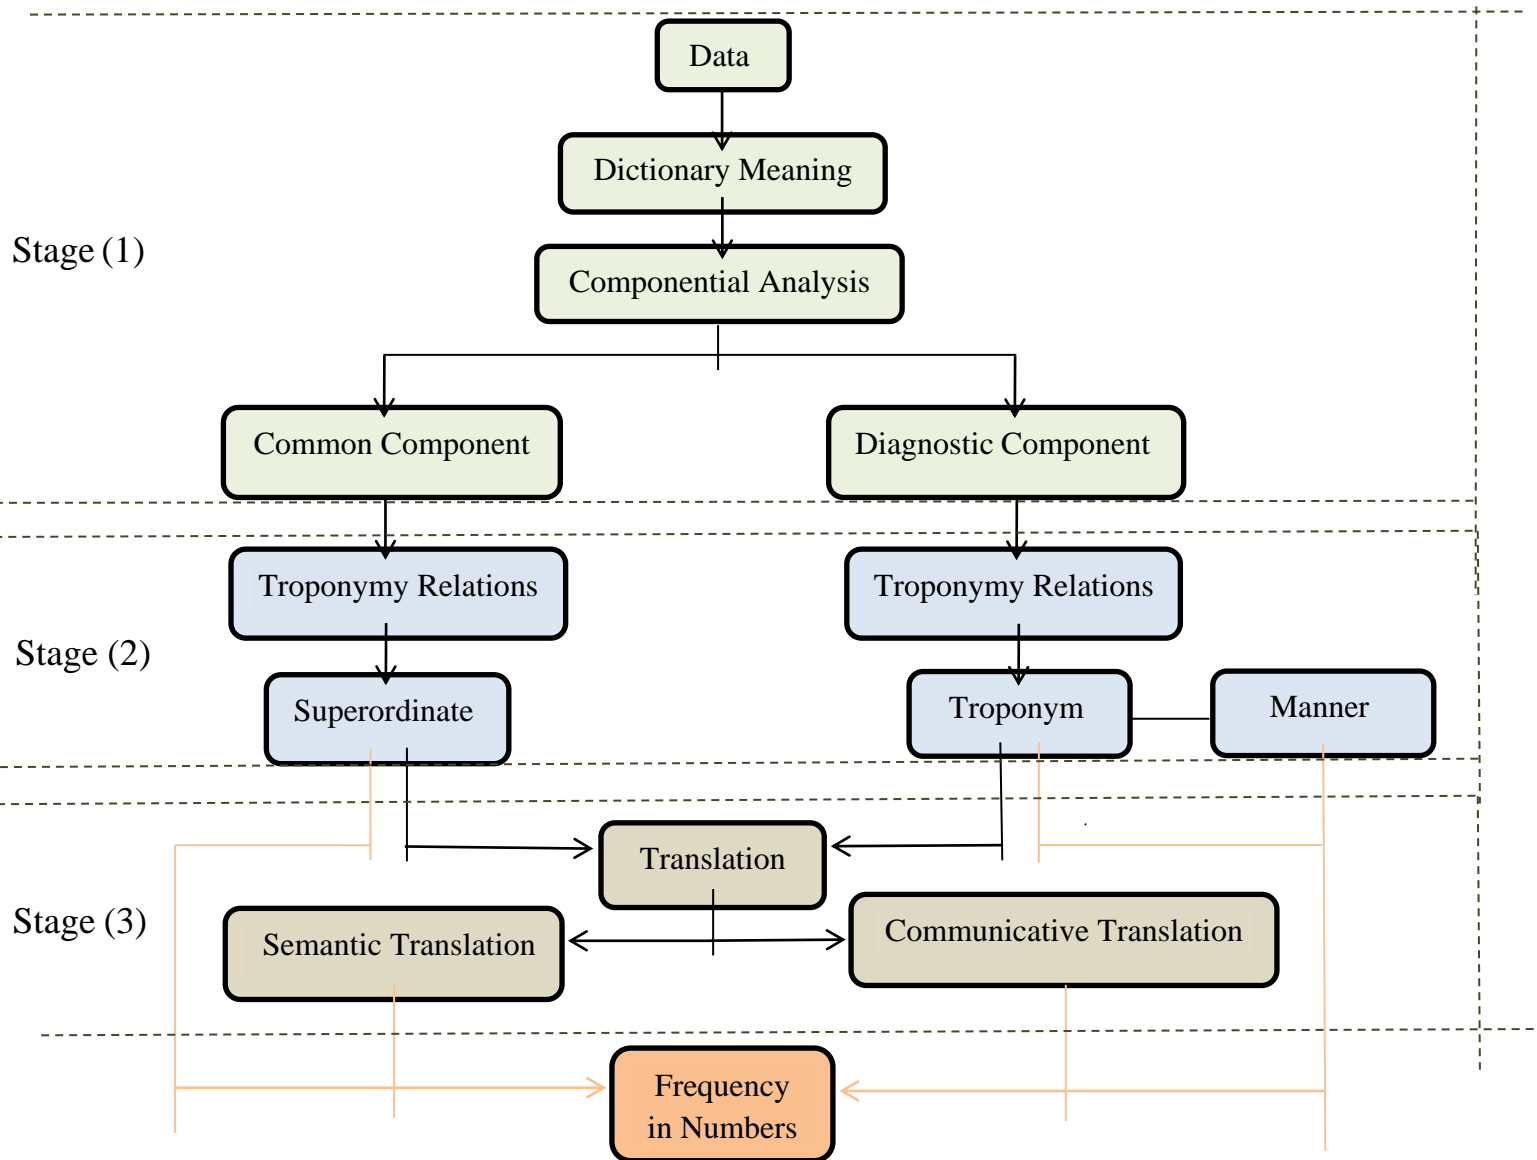 Data
Dictionary Meaning
Stage (1)
Componential Analysis
Common Component
Diagnostic Component
Troponymy Relations
Troponymy Relations
Stage (2)
Superordinate
Troponym
Manner
Translation
Stage (3)
Semantic Translation
Communicative Translation
Frequency
in Numbers